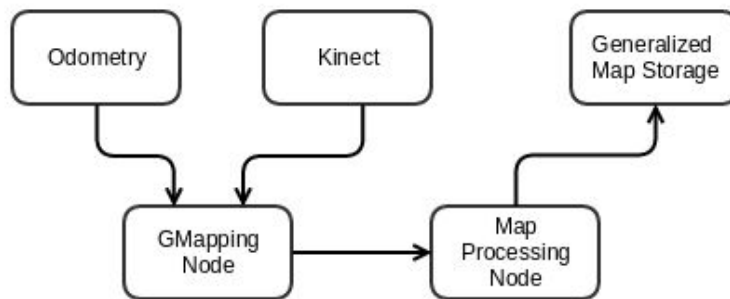 Odometry
Kinect
Generalized
Map Storage
GMapping
Node
Map
Processing
Node